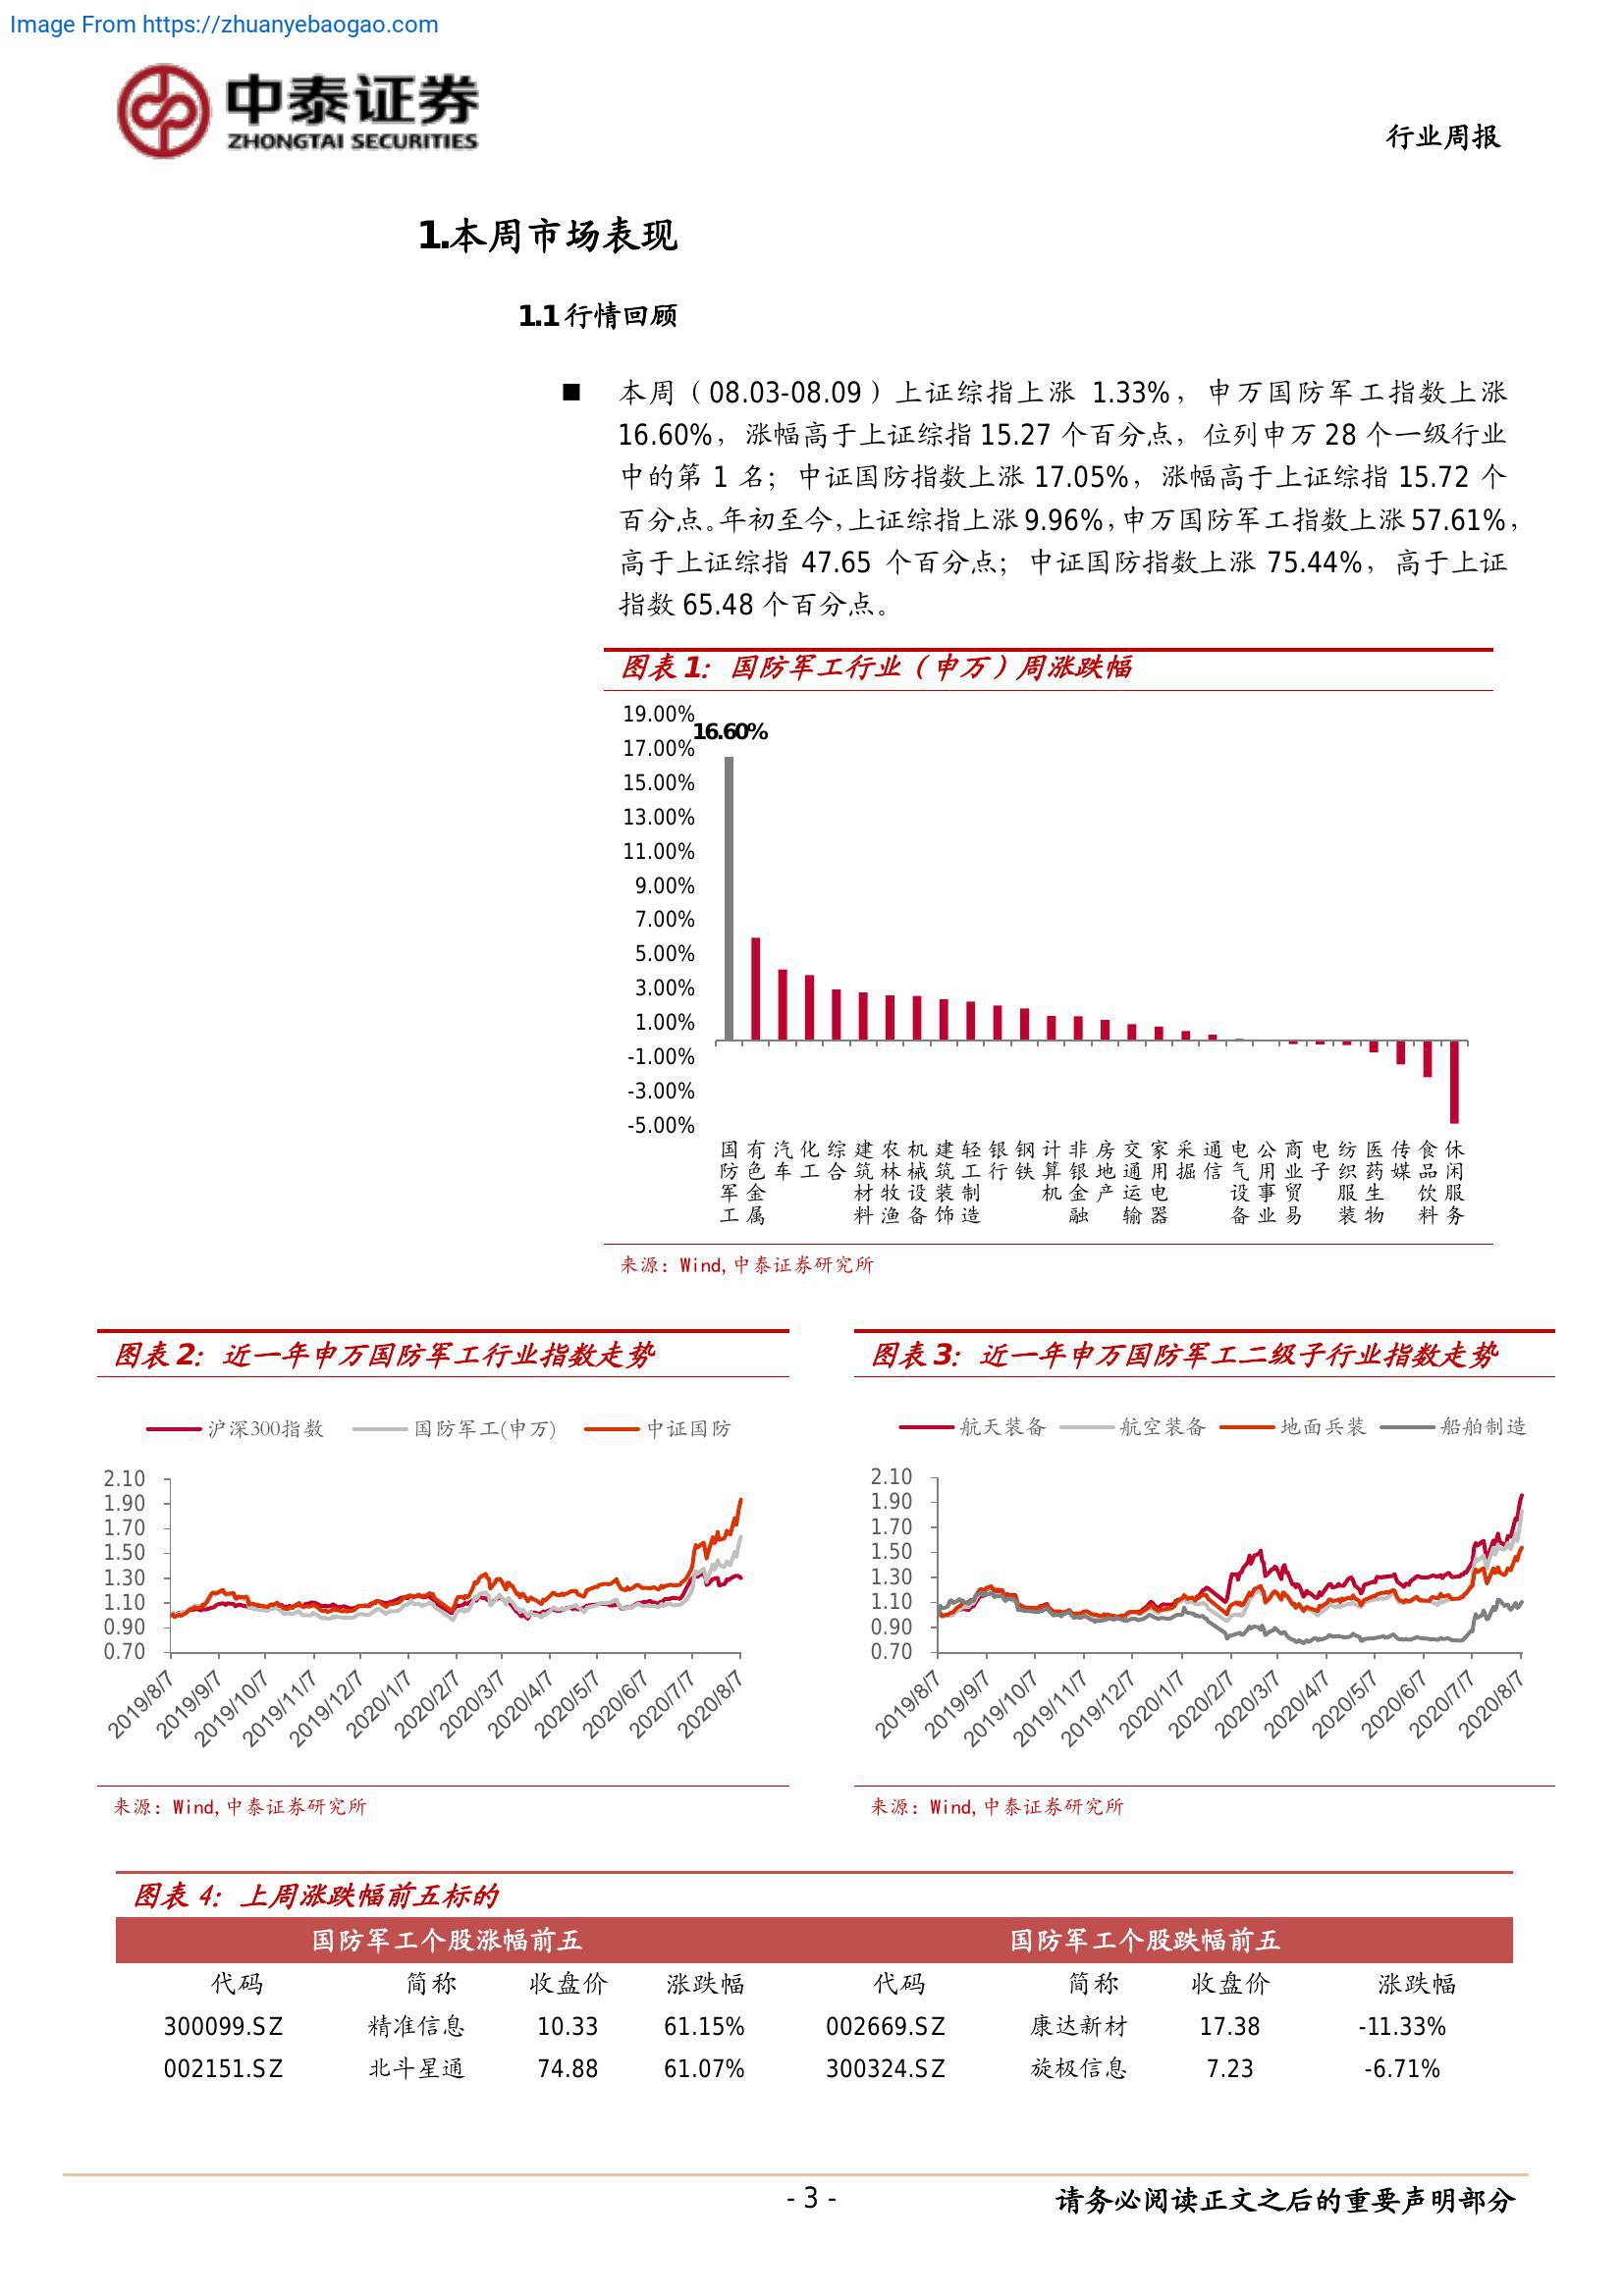 Image From https://zhuanyebaogao.com
中泰证券
ZHONGTAI SECURITIES
行业周报
1.本周市场表现
1.1 行情回顾
■ 本周（08.03-08.09）上证综指上涨 1.33%，申万国防军工指数上涨
16.60%，涨幅高于上证综指 15.27 个百分点，位列申万 28 个一级行业
中的第 1 名；中证国防指数上涨 17.05%，涨幅高于上证综指 15.72 个
百分点。年初至今，上证综指上涨 9.96%，申万国防军工指数上涨 57.61%，
高于上证综指 47.65 个百分点；中证国防指数上涨 75.44%，高于上证
指数 65.48 个百分点。
图表 1：国防军工行业（申万）周涨跌幅
19.00%
16.60%
17.00%
15.00%
13.00%
11.00%
9.00%
7.00%
5.00%
3.00%
1.00%
-1.00%
-3.00%
-5.00%
国防军工 有色金属 汽车 化工 综合 建筑材料 农林牧渔 机械设备 建筑装饰 轻工制造 银行 钢铁 计算机 非银金融 房地产 交通运输 家用电器 采掘 通信 电气设备 公用事业 商业贸易 电子 纺织服装 医药生物 传媒 食品饮料 休闲服务
来源：Wind,中泰证券研究所
图表 2：近一年申万国防军工行业指数走势
沪深300指数 国防军工(申万) 中证国防
2.10
1.90
1.70
1.50
1.30
1.10
0.90
0.70
2019/8/7 2019/9/7 2019/10/7 2019/11/7 2019/12/7 2020/1/7 2020/2/7 2020/3/7 2020/4/7 2020/5/7 2020/6/7 2020/7/7 2020/8/7
来源：Wind,中泰证券研究所
图表 3：近一年申万国防军工二级子行业指数走势
航天装备 航空装备 地面兵装 船舶制造
2.10
1.90
1.70
1.50
1.30
1.10
0.90
0.70
2019/8/7 2019/9/7 2019/10/7 2019/11/7 2019/12/7 2020/1/7 2020/2/7 2020/3/7 2020/4/7 2020/5/7 2020/6/7 2020/7/7 2020/8/7
来源：Wind,中泰证券研究所
图表 4：上周涨跌幅前五标的
国防军工个股涨幅前五 国防军工个股跌幅前五
代码 简称 收盘价 涨跌幅 代码 简称 收盘价 涨跌幅
300099.SZ 精准信息 10.33 61.15% 002669.SZ 康达新材 17.38 -11.33%
002151.SZ 北斗星通 74.88 61.07% 300324.SZ 旋极信息 7.23 -6.71%
- 3 -
请务必阅读正文之后的重要声明部分